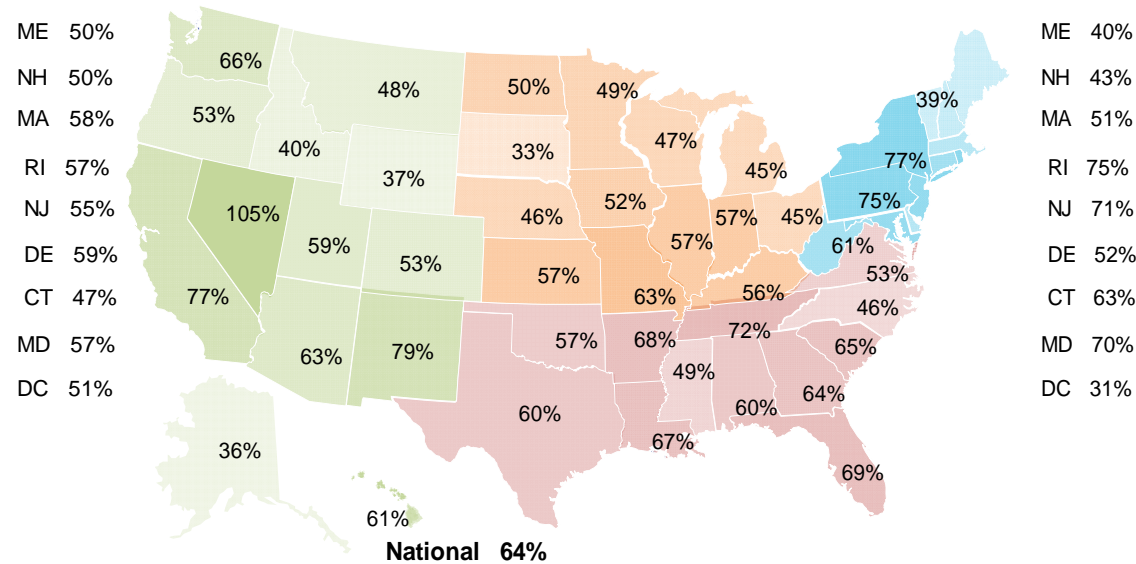 ME 50%
NH 50%
MA 58%
RI 57%
NJ 55%
DE 59%
CT 47%
MD 57%
DC 51%
66%
53%
48%
40%
37%
105%
77%
59%
53%
63%
79%
36%
61%
50%
49%
33%
47%
45%
46%
52%
57%
57%
45%
57%
63%
56%
57%
68%
72%
60%
49%
60%
67%
64%
65%
69%
46%
53%
61%
75%
77%
39%
National 64%
ME 40%
NH 43%
MA 51%
RI 75%
NJ 71%
DE 52%
CT 63%
MD 70%
DC 31%